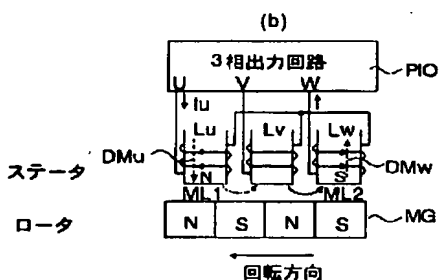 (b)
3相出力回路
PIO
U V W
Iu
Lu Lv Lw
DMu DMw
N S
ステータ
ML1 ML2
ロータ
N S N S
MG
回転方向